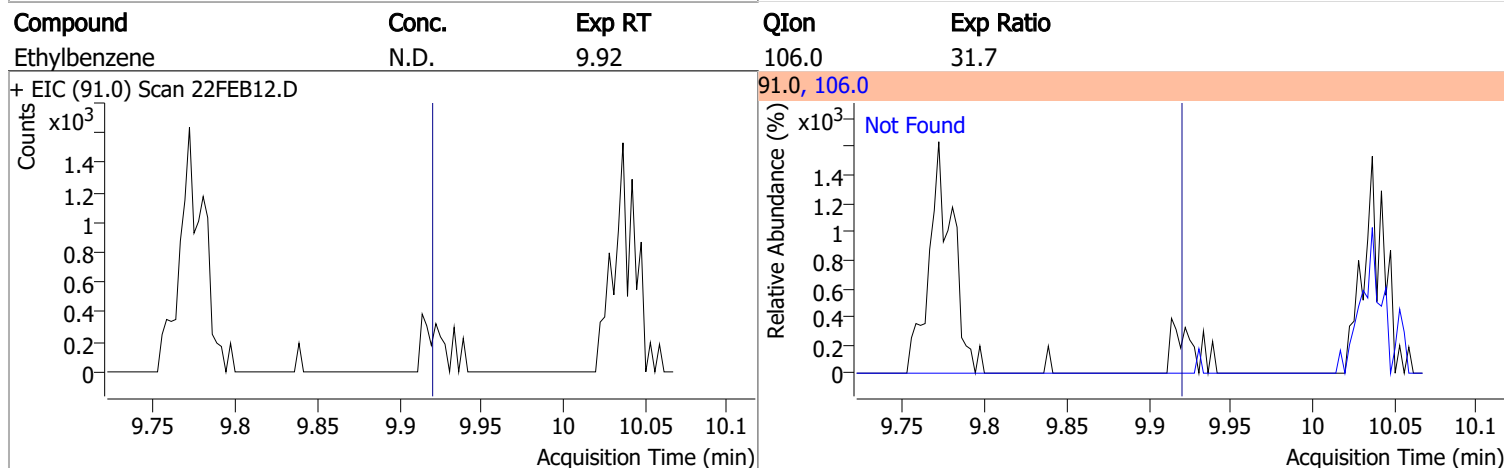 Compound Conc. Exp RT QIon Exp Ratio
Ethylbenzene N.D. 9.92 106.0 31.7
+ EIC (91.0) Scan 22FEB12.D
Counts
x10³
1.4
1.2
1
0.8
0.6
0.4
0.2
0
9.75 9.8 9.85 9.9 9.95 10 10.05 10.1
Acquisition Time (min)
91.0, 106.0
Relative Abundance (%)
x10³
Not Found
1.4
1.2
1
0.8
0.6
0.4
0.2
0
9.75 9.8 9.85 9.9 9.95 10 10.05 10.1
Acquisition Time (min)